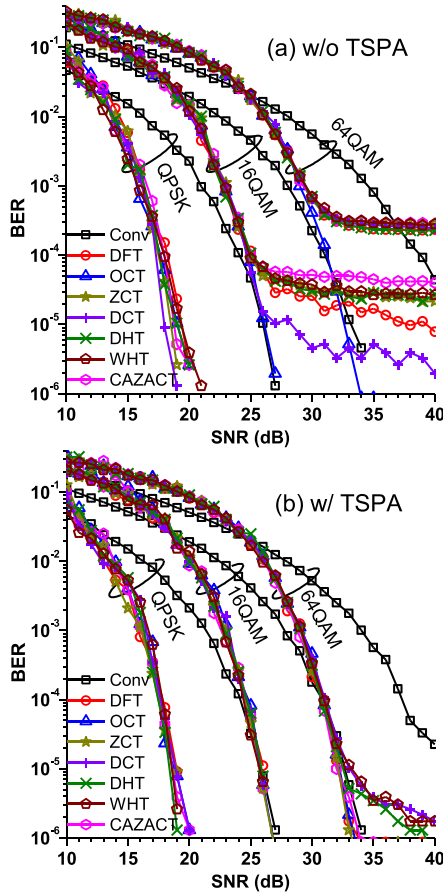 (a) w/o TSPA
10^-1
10^-2
10^-3
10^-4
10^-5
10^-6
BER
QPSK
16QAM
64QAM
Conv
DFT
OCT
ZCT
DCT
DHT
WHT
CAZACT
10 15 20 25 30 35 40
SNR (dB)
(b) w/ TSPA
10^-1
10^-2
10^-3
10^-4
10^-5
10^-6
BER
QPSK
16QAM
64QAM
Conv
DFT
OCT
ZCT
DCT
DHT
WHT
CAZACT
10 15 20 25 30 35 40
SNR (dB)